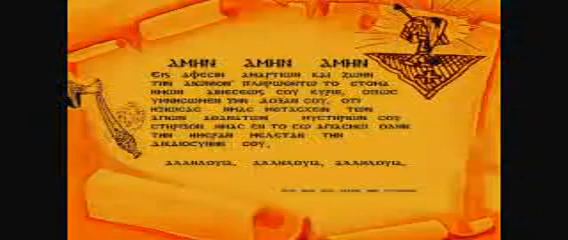 ΑΜΗΝ ΑΜΗΝ ΑΜΗΝ
ΕΙϹ ΑΦΕϹΙΝ ΑΜΑΡΤΙΩΝ ΚΑΙ ΖΩΗΝ
ΤΗΝ ΑΙΩΝΙΟΝ ΠΛΗΡΩΘΗΤΩ ΤΟ ϹΤΟΜΑ
ΗΜΩΝ ΑΙΝΕϹΕΩϹ ϹΟΥ ΚΥΡΙΕ, ΟΠΩϹ
ΥΜΝΗϹΩΜΕΝ ΤΗΝ ΔΟΞΑΝ ϹΟΥ, ΟΤΙ
ΗΞΙΩϹΑϹ ΗΜΑϹ ΜΕΤΑϹΧΕΙΝ ΤΩΝ
ΑΓΙΩΝ ΑΘΑΝΑΤΩΝ ΜΥϹΤΗΡΙΩΝ ϹΟΥ
ϹΤΗΡΙΞΟΝ ΗΜΑϹ ΕΝ ΤΩ ϹΩ ΑΓΙΑϹΜΩ ΟΛΗΝ
ΤΗΝ ΗΜΕΡΑΝ ΜΕΛΕΤΑΝ ΤΗΝ
ΔΙΚΑΙΟϹΥΝΗΝ ϹΟΥ.
ΑΛΛΗΛΟΥΙΑ, ΑΛΛΗΛΟΥΙΑ, ΑΛΛΗΛΟΥΙΑ.